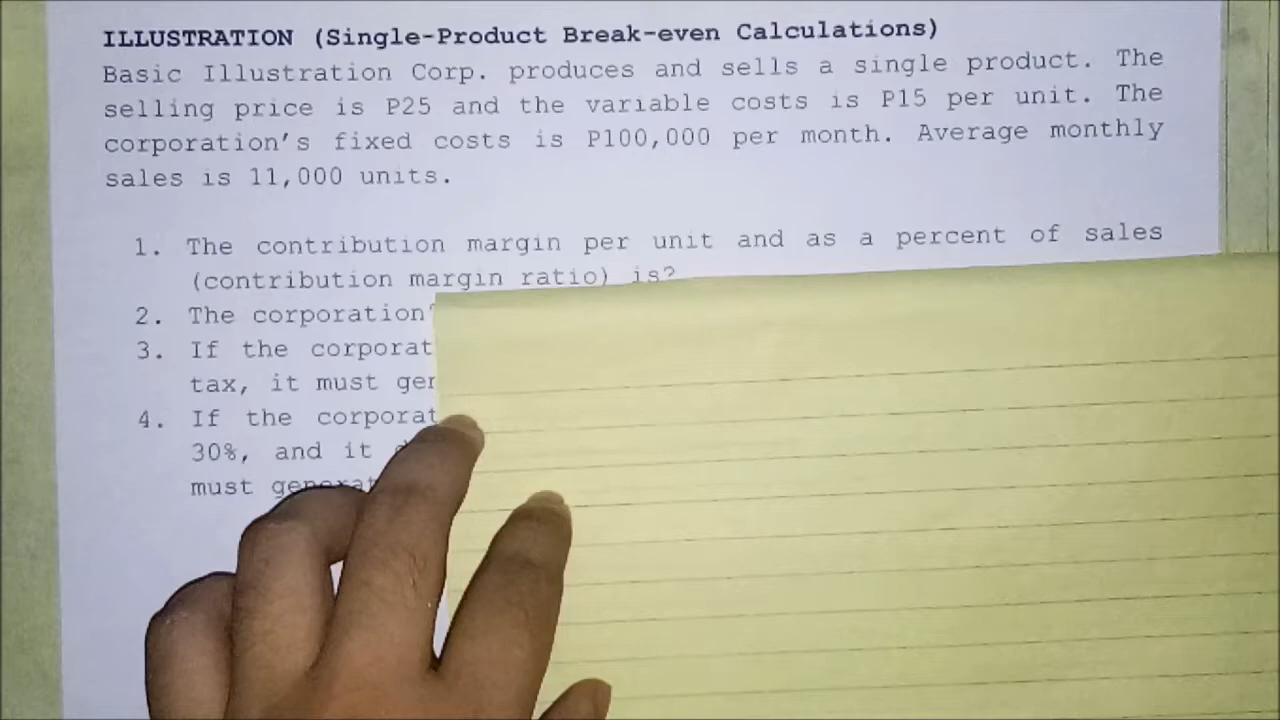 ILLUSTRATION (Single-Product Break-even Calculations)
Basic Illustration Corp. produces and sells a single product. The
selling price is P25 and the variable costs is P15 per unit. The
corporation's fixed costs is P100,000 per month. Average monthly
sales is 11,000 units.
1. The contribution margin per unit and as a percent of sales
(contribution margin ratio) is?
2. The corporation'
3. If the corporat
tax, it must ger
4. If the corporat
30%, and it
must generat